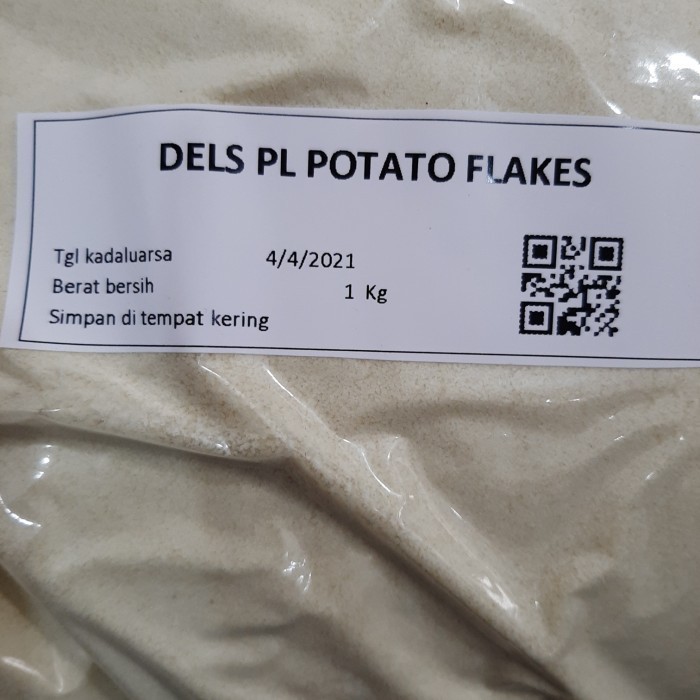 DELS PL POTATO FLAKES
Tgl kadaluarsa 4/4/2021
Berat bersih 1 Kg
Simpan di tempat kering